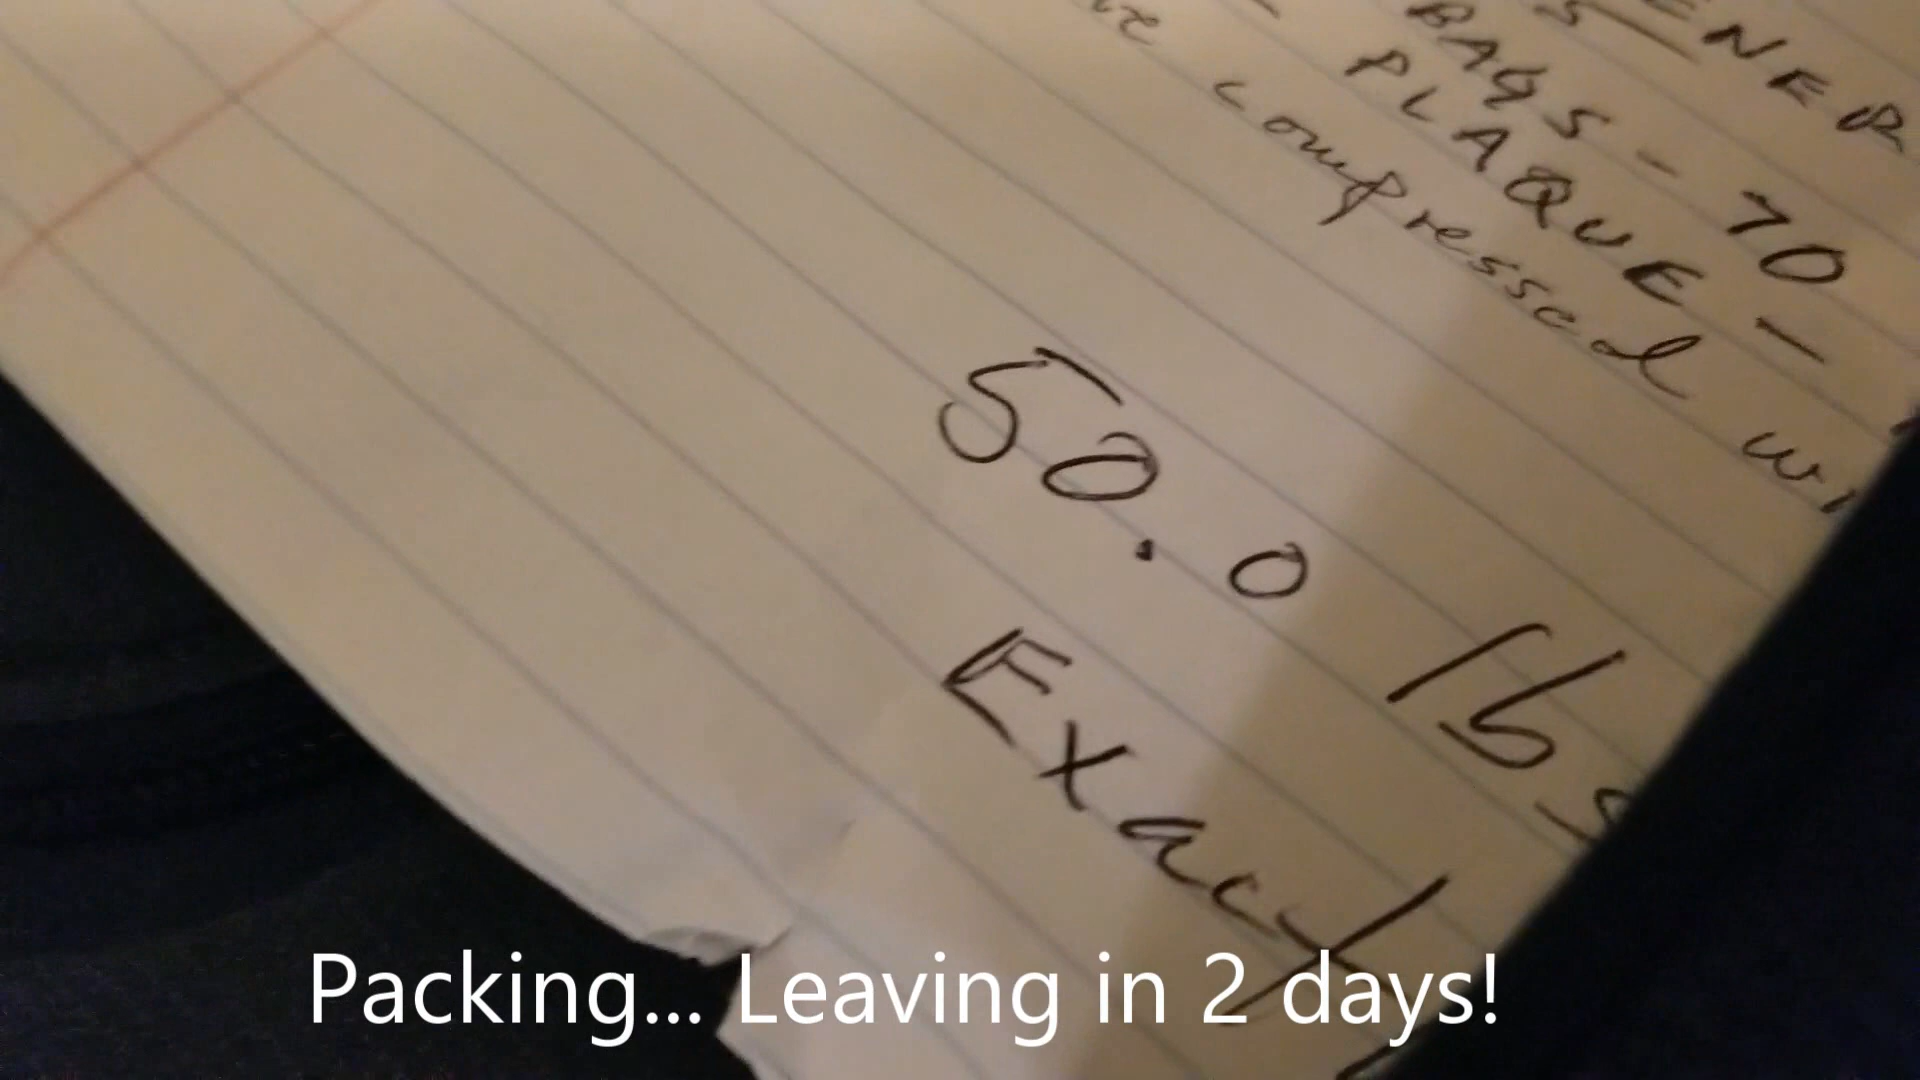 BAGS - 70
- PLAQUE -
compressed
50.0 lbs
Exact
Packing... Leaving in 2 days!